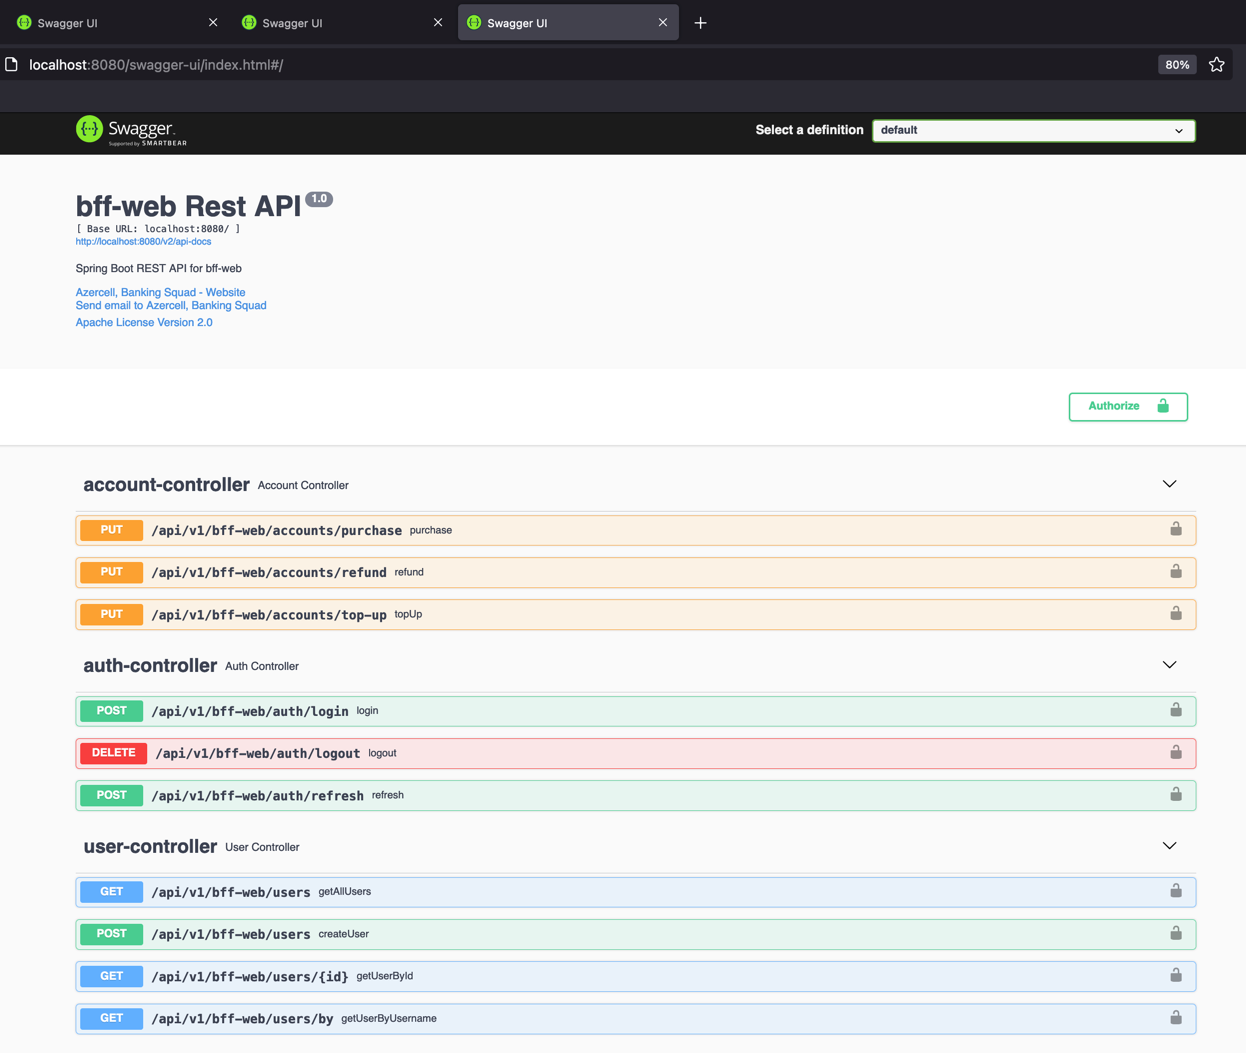 Swagger UI
Swagger UI
Swagger UI
localhost:8080/swagger-ui/index.html#/
80%
Swagger.
Supported by SMARTBEAR
Select a definition
default
bff-web Rest API 1.0
[ Base URL: localhost:8080/ ]
http://localhost:8080/v2/api-docs
Spring Boot REST API for bff-web
Azercell, Banking Squad - Website
Send email to Azercell, Banking Squad
Apache License Version 2.0
Authorize
account-controller Account Controller
PUT /api/v1/bff-web/accounts/purchase purchase
PUT /api/v1/bff-web/accounts/refund refund
PUT /api/v1/bff-web/accounts/top-up topUp
auth-controller Auth Controller
POST /api/v1/bff-web/auth/login login
DELETE /api/v1/bff-web/auth/logout logout
POST /api/v1/bff-web/auth/refresh refresh
user-controller User Controller
GET /api/v1/bff-web/users getAllUsers
POST /api/v1/bff-web/users createUser
GET /api/v1/bff-web/users/{id} getUserById
GET /api/v1/bff-web/users/by getUserByUsername